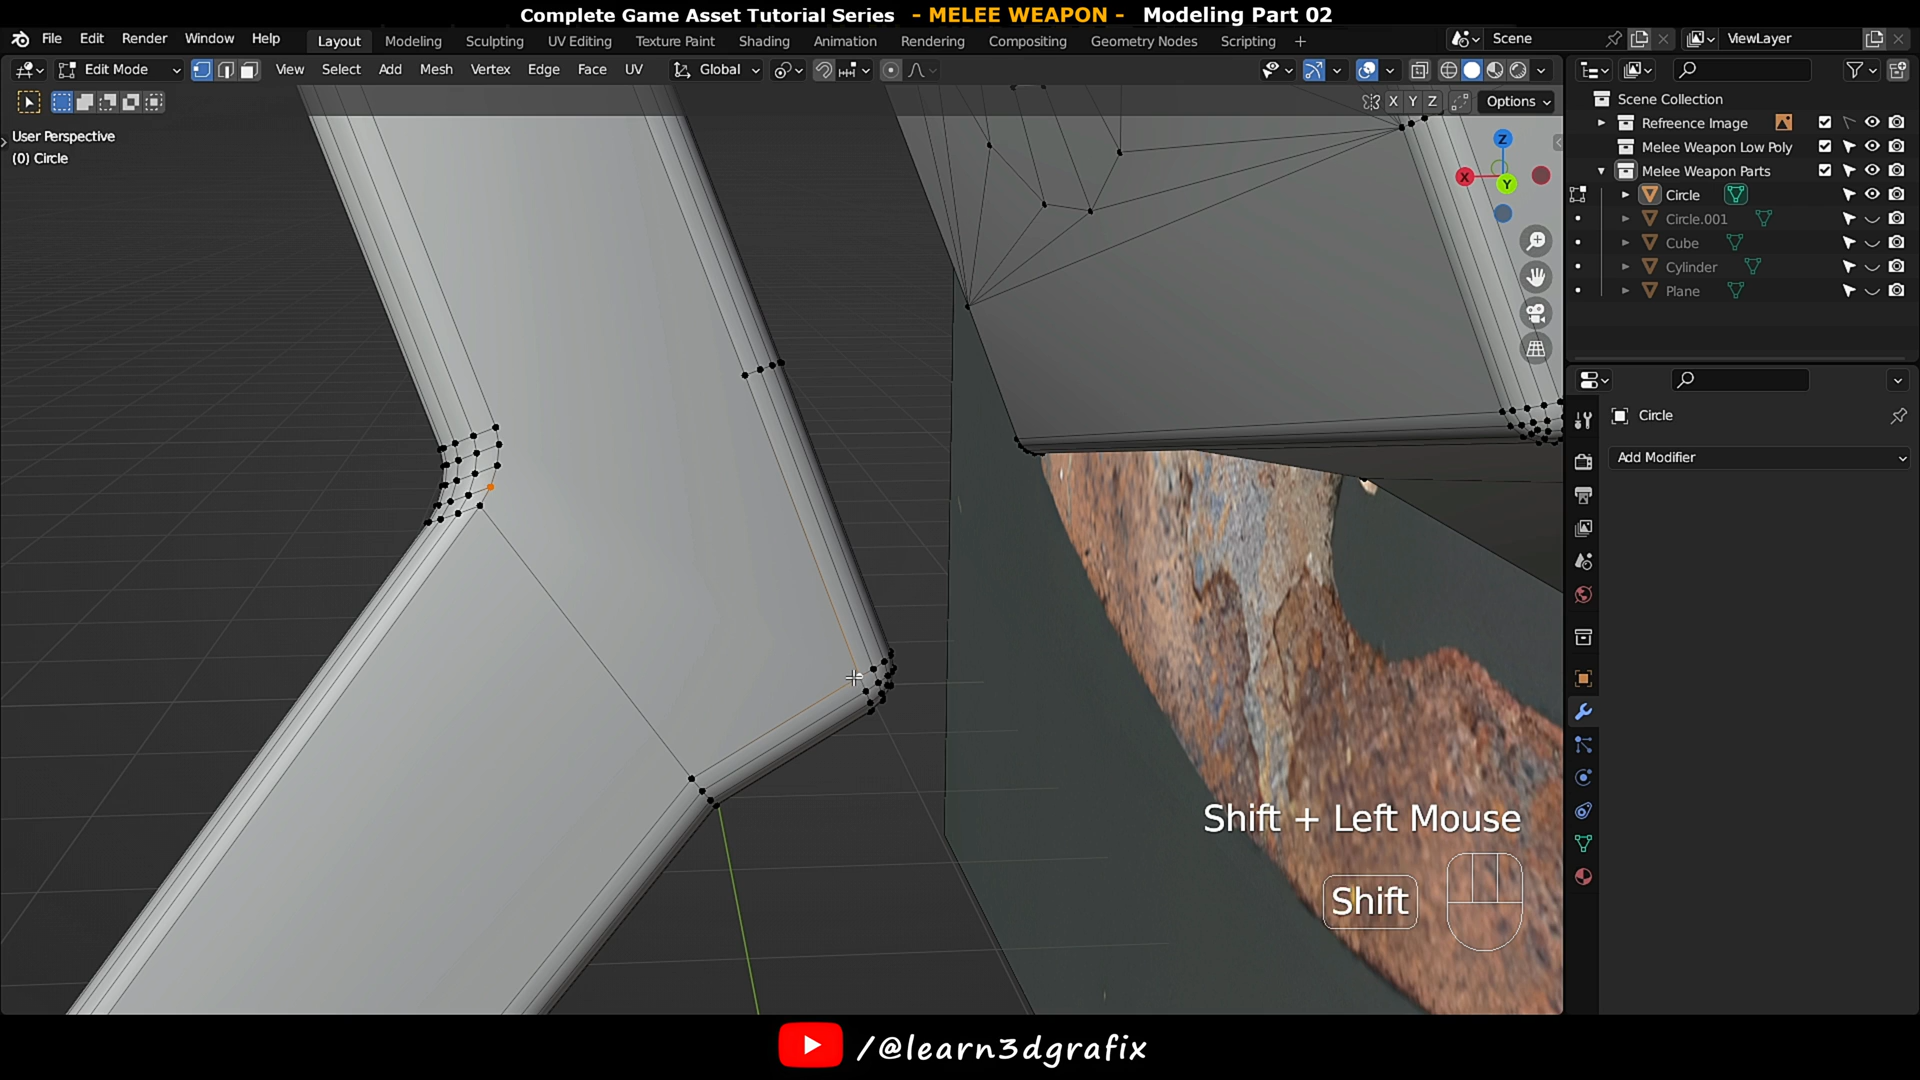 Complete Game Asset Tutorial Series - MELEE WEAPON - Modeling Part 02
File Edit Render Window Help Layout Modeling Sculpting UV Editing Texture Paint Shading Animation Rendering Compositing Geometry Nodes Scripting + Scene ViewLayer
Edit Mode View Select Add Mesh Vertex Edge Face UV Global
X Y Z Options
User Perspective
(0) Circle
Z
X
Y
Scene Collection
Refreence Image
Melee Weapon Low Poly
Melee Weapon Parts
Circle
Circle.001
Cube
Cylinder
Plane
Circle
Add Modifier
Shift + Left Mouse
Shift
/@learn3dgrafix